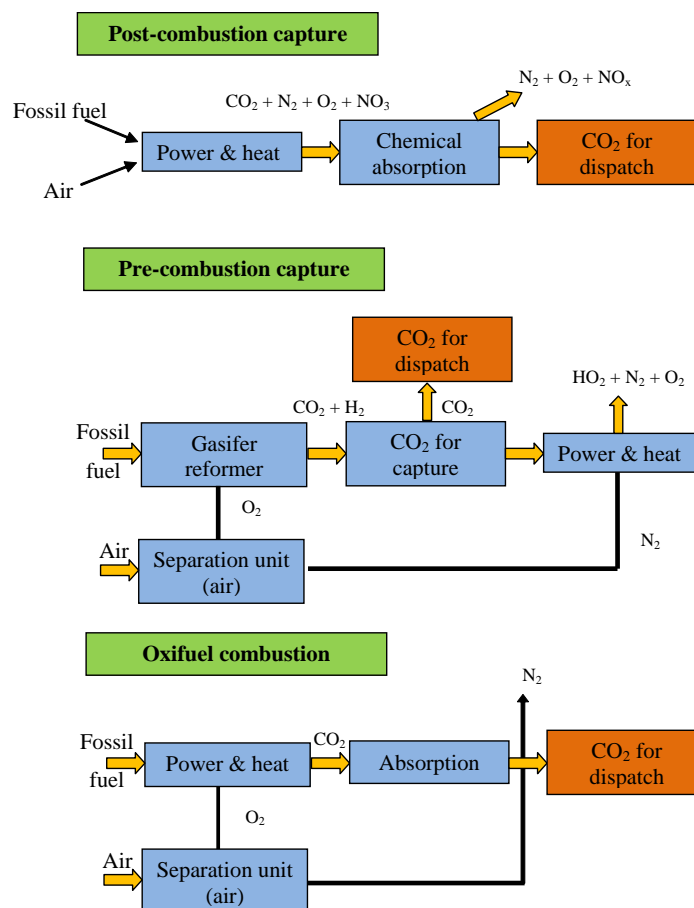 Post-combustion capture
N₂ + O₂ + NOₓ
CO₂ + N₂ + O₂ + NO₃
Fossil fuel
Power & heat
Chemical
absorption
CO₂ for
dispatch
Air
Pre-combustion capture
CO₂ for
dispatch
HO₂ + N₂ + O₂
CO₂ + H₂
CO₂
Fossil
fuel
Gasifer
reformer
CO₂ for
capture
Power & heat
O₂
N₂
Air
Separation unit
(air)
Oxifuel combustion
N₂
Fossil
fuel
Power & heat
CO₂
Absorption
CO₂ for
dispatch
O₂
Air
Separation unit
(air)